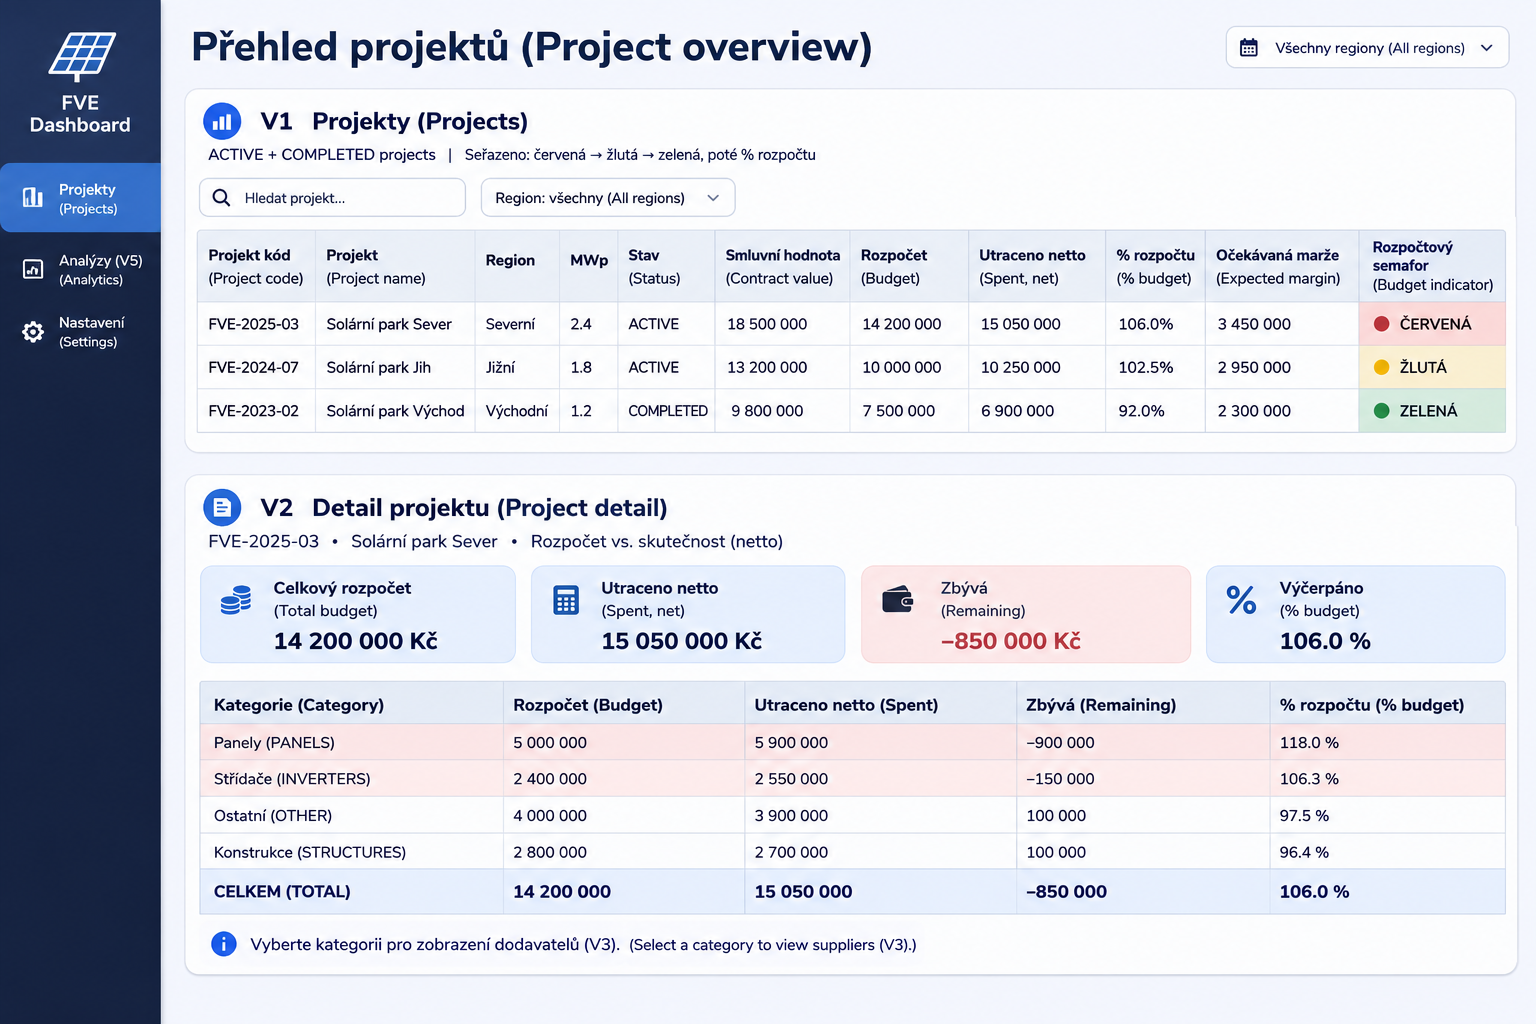 FVE
Dashboard
Projekty
(Projects)
Analýzy (V5)
(Analytics)
Nastavení
(Settings)
Přehled projektů (Project overview)
Všechny regiony (All regions)
V1 Projekty (Projects)
ACTIVE + COMPLETED projects | Seřazeno: červená → žlutá → zelená, poté % rozpočtu
Hledat projekt...
Region: všechny (All regions)
Projekt kód (Project code) Projekt (Project name) Region MWp Stav (Status) Smluvní hodnota (Contract value) Rozpočet (Budget) Utraceno netto (Spent, net) % rozpočtu (% budget) Očekávaná marže (Expected margin) Rozpočtový semafor (Budget indicator)
FVE-2025-03 Solární park Sever Severní 2.4 ACTIVE 18 500 000 14 200 000 15 050 000 106.0% 3 450 000 ČERVENÁ
FVE-2024-07 Solární park Jih Jižní 1.8 ACTIVE 13 200 000 10 000 000 10 250 000 102.5% 2 950 000 ŽLUTÁ
FVE-2023-02 Solární park Východ Východní 1.2 COMPLETED 9 800 000 7 500 000 6 900 000 92.0% 2 300 000 ZELENÁ
V2 Detail projektu (Project detail)
FVE-2025-03 • Solární park Sever • Rozpočet vs. skutečnost (netto)
Celkový rozpočet
(Total budget)
14 200 000 Kč
Utraceno netto
(Spent, net)
15 050 000 Kč
Zbývá
(Remaining)
–850 000 Kč
Výčerpáno
(% budget)
106.0 %
Kategorie (Category) Rozpočet (Budget) Utraceno netto (Spent) Zbývá (Remaining) % rozpočtu (% budget)
Panely (PANELS) 5 000 000 5 900 000 –900 000 118.0 %
Střídače (INVERTERS) 2 400 000 2 550 000 –150 000 106.3 %
Ostatní (OTHER) 4 000 000 3 900 000 100 000 97.5 %
Konstrukce (STRUCTURES) 2 800 000 2 700 000 100 000 96.4 %
CELKEM (TOTAL) 14 200 000 15 050 000 –850 000 106.0 %
Vyberte kategorii pro zobrazení dodavatelů (V3). (Select a category to view suppliers (V3).)